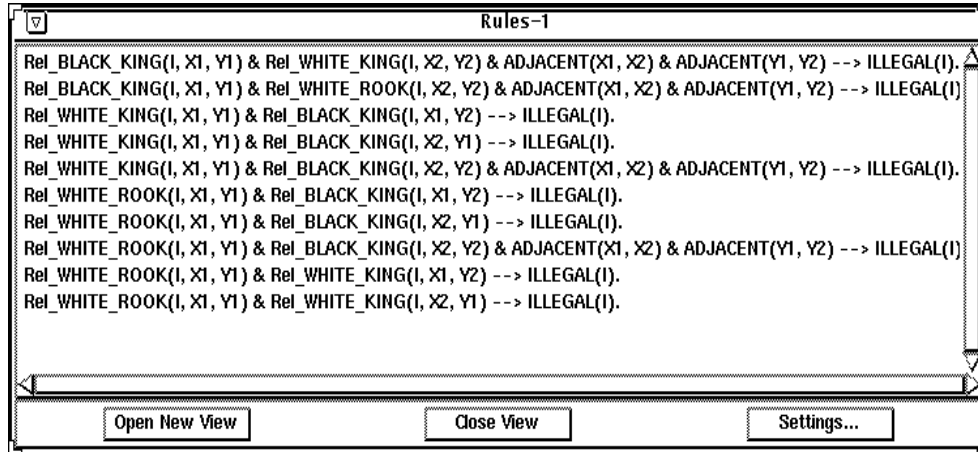 Rules-1
Rel_BLACK_KING(I, X1, Y1) & Rel_WHITE_KING(I, X2, Y2) & ADJACENT(X1, X2) & ADJACENT(Y1, Y2) --> ILLEGAL(I).
Rel_BLACK_KING(I, X1, Y1) & Rel_WHITE_ROOK(I, X2, Y2) & ADJACENT(X1, X2) & ADJACENT(Y1, Y2) --> ILLEGAL(I)
Rel_WHITE_KING(I, X1, Y1) & Rel_BLACK_KING(I, X1, Y2) --> ILLEGAL(I).
Rel_WHITE_KING(I, X1, Y1) & Rel_BLACK_KING(I, X2, Y1) --> ILLEGAL(I).
Rel_WHITE_KING(I, X1, Y1) & Rel_BLACK_KING(I, X2, Y2) & ADJACENT(X1, X2) & ADJACENT(Y1, Y2) --> ILLEGAL(I).
Rel_WHITE_ROOK(I, X1, Y1) & Rel_BLACK_KING(I, X1, Y2) --> ILLEGAL(I).
Rel_WHITE_ROOK(I, X1, Y1) & Rel_BLACK_KING(I, X2, Y1) --> ILLEGAL(I).
Rel_WHITE_ROOK(I, X1, Y1) & Rel_BLACK_KING(I, X2, Y2) & ADJACENT(X1, X2) & ADJACENT(Y1, Y2) --> ILLEGAL(I)
Rel_WHITE_ROOK(I, X1, Y1) & Rel_WHITE_KING(I, X1, Y2) --> ILLEGAL(I).
Rel_WHITE_ROOK(I, X1, Y1) & Rel_WHITE_KING(I, X2, Y1) --> ILLEGAL(I).
Open New View Close View Settings...